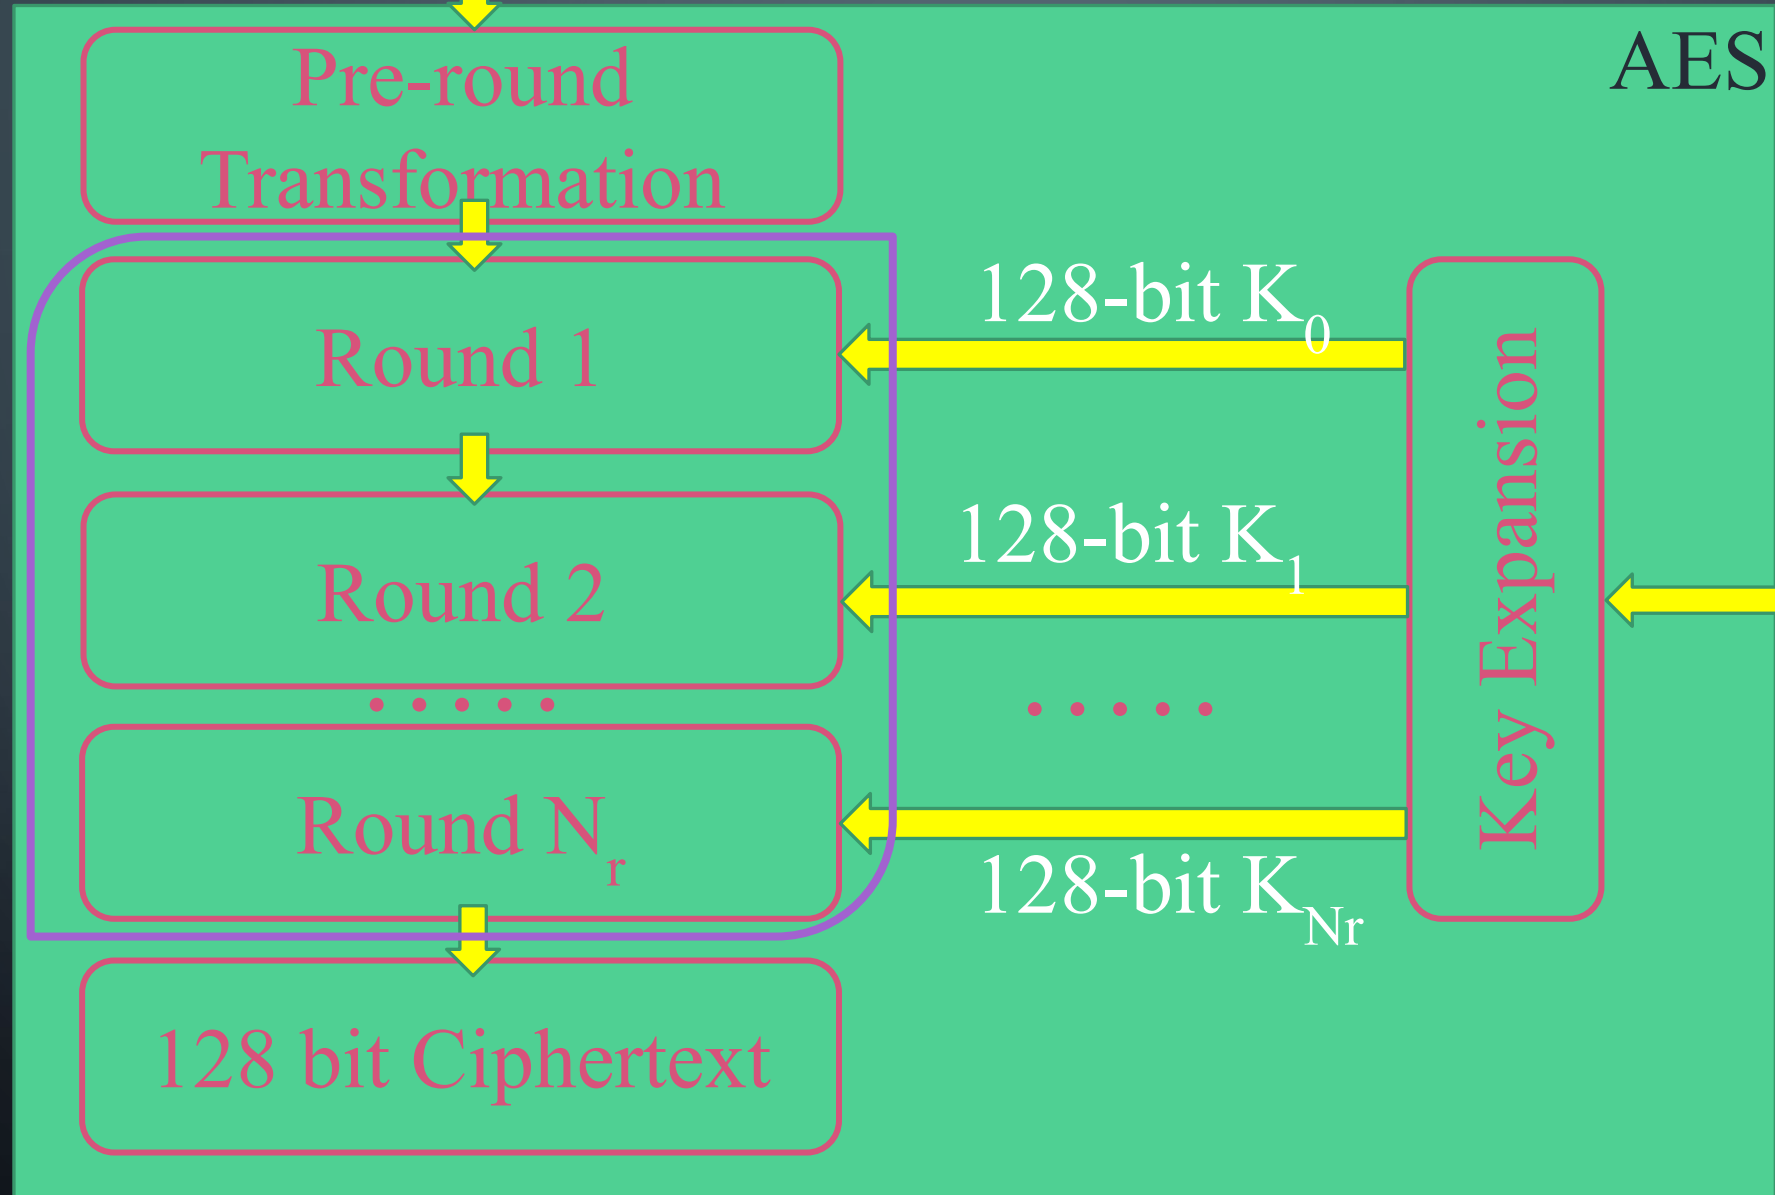 AES
Pre-round
Transformation
Round 1
128-bit K₀
Round 2
128-bit K₁
.....
.....
Round Nᵣ
128-bit K_Nr
Key Expansion
128 bit Ciphertext